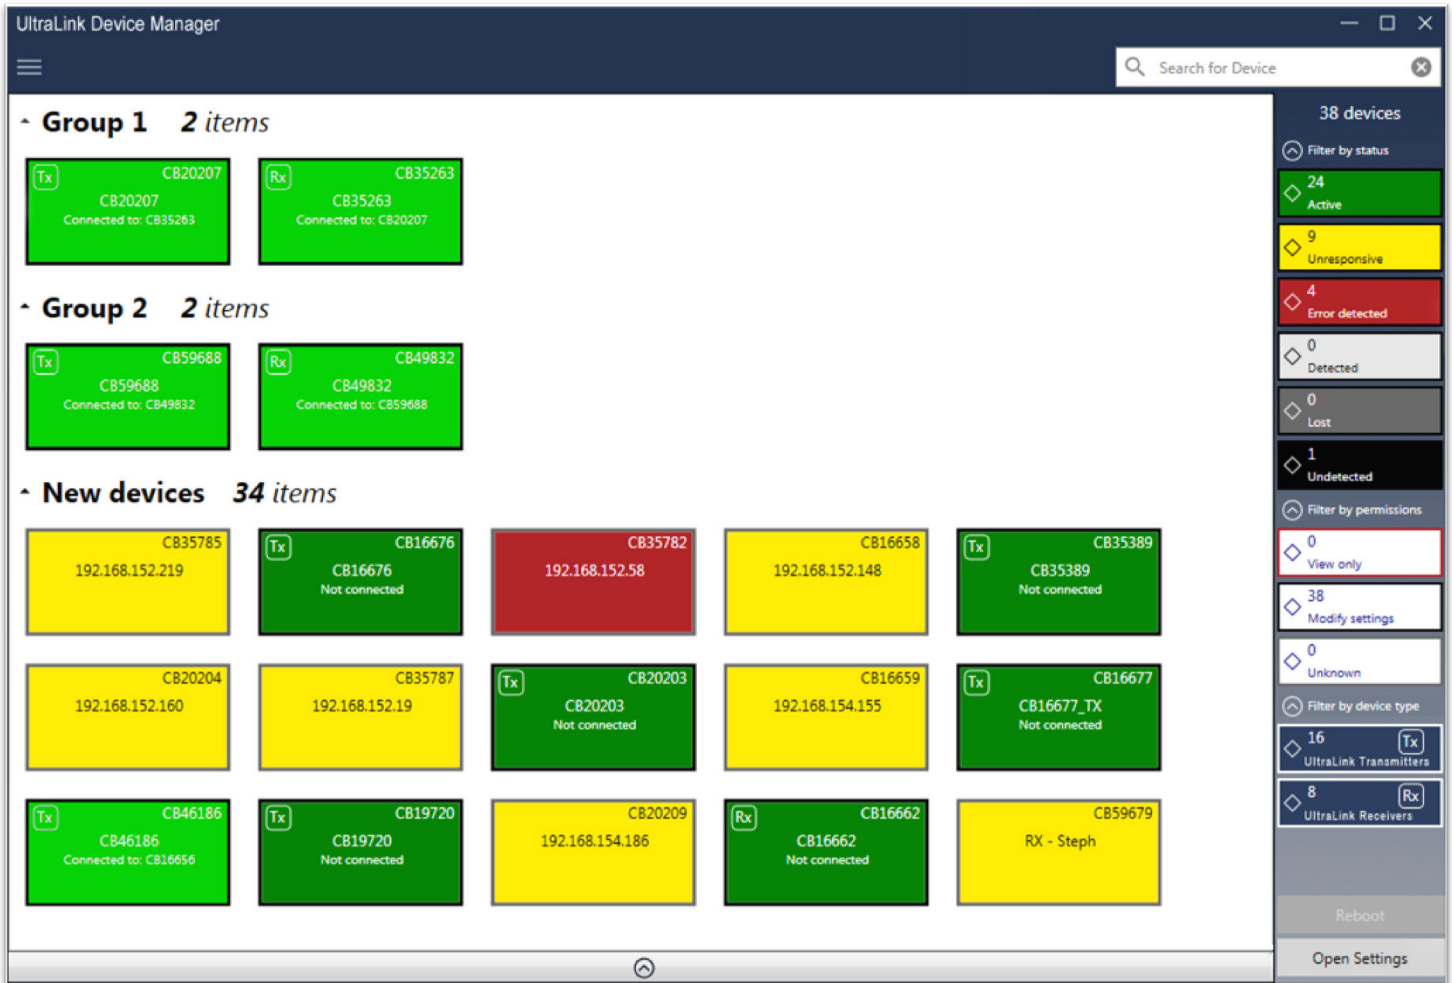 UltraLink Device Manager
Search for Device
Group 1 2 items
Tx CB20207
CB20207
Connected to: CB35263
Rx CB35263
CB35263
Connected to: CB20207
Group 2 2 items
Tx CB59688
CB59688
Connected to: CB49832
Rx CB49832
CB49832
Connected to: CB59688
New devices 34 items
CB35785
192.168.152.219
Tx CB16676
CB16676
Not connected
CB35782
192.168.152.58
CB16658
192.168.152.148
Tx CB35389
CB35389
Not connected
CB20204
192.168.152.160
CB35787
192.168.152.19
Tx CB20203
CB20203
Not connected
CB16659
192.168.154.155
Tx CB16677
CB16677_TX
Not connected
Tx CB46186
CB46186
Connected to: CB16656
Tx CB19720
CB19720
Not connected
CB20209
192.168.154.186
Rx CB16662
CB16662
Not connected
CB59679
RX - Steph
38 devices
Filter by status
24
Active
9
Unresponsive
4
Error detected
0
Detected
0
Lost
1
Undetected
Filter by permissions
0
View only
38
Modify settings
0
Unknown
Filter by device type
16 Tx
UltraLink Transmitters
8 Rx
UltraLink Receivers
Reboot
Open Settings